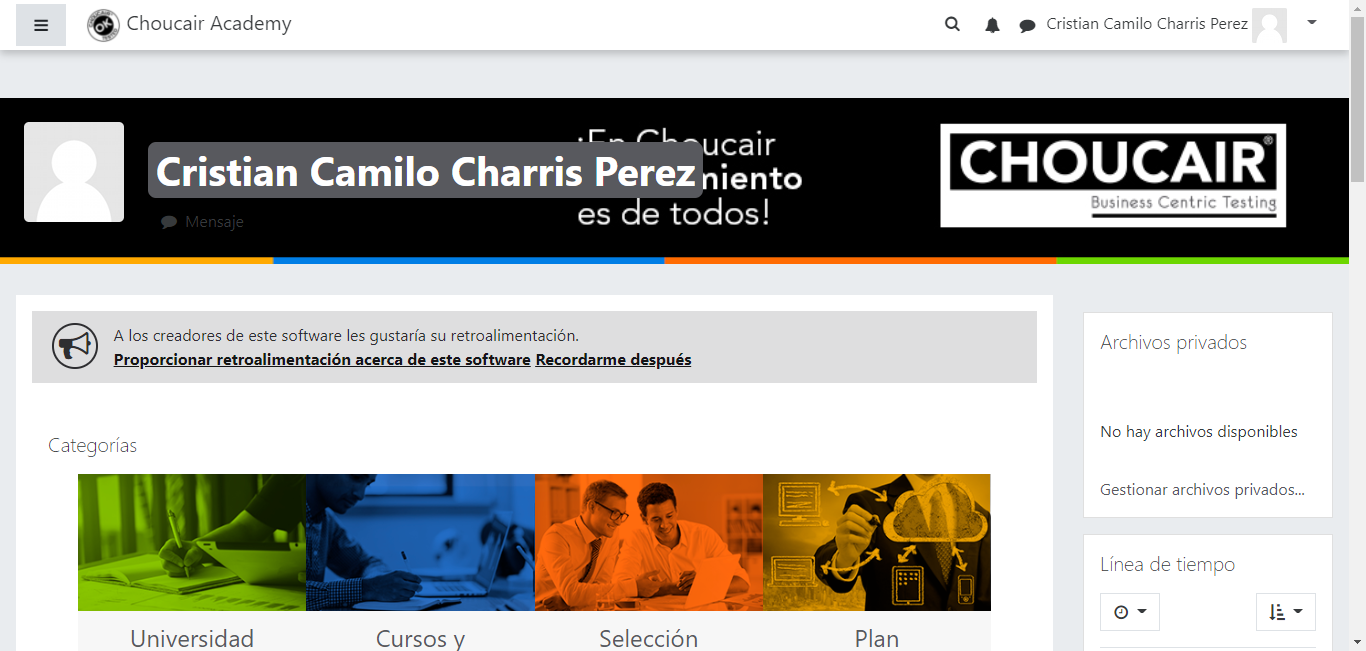 Choucair Academy
Cristian Camilo Charris Perez
¡En Choucair
Cristian Camilo Charris Perez
es de todos!
Mensaje
CHOUCAIR®
Business Centric Testing
A los creadores de este software les gustaría su retroalimentación.
Proporcionar retroalimentación acerca de este software Recordarme después
Categorías
Universidad
Cursos y
Selección
Plan
Archivos privados
No hay archivos disponibles
Gestionar archivos privados...
Línea de tiempo